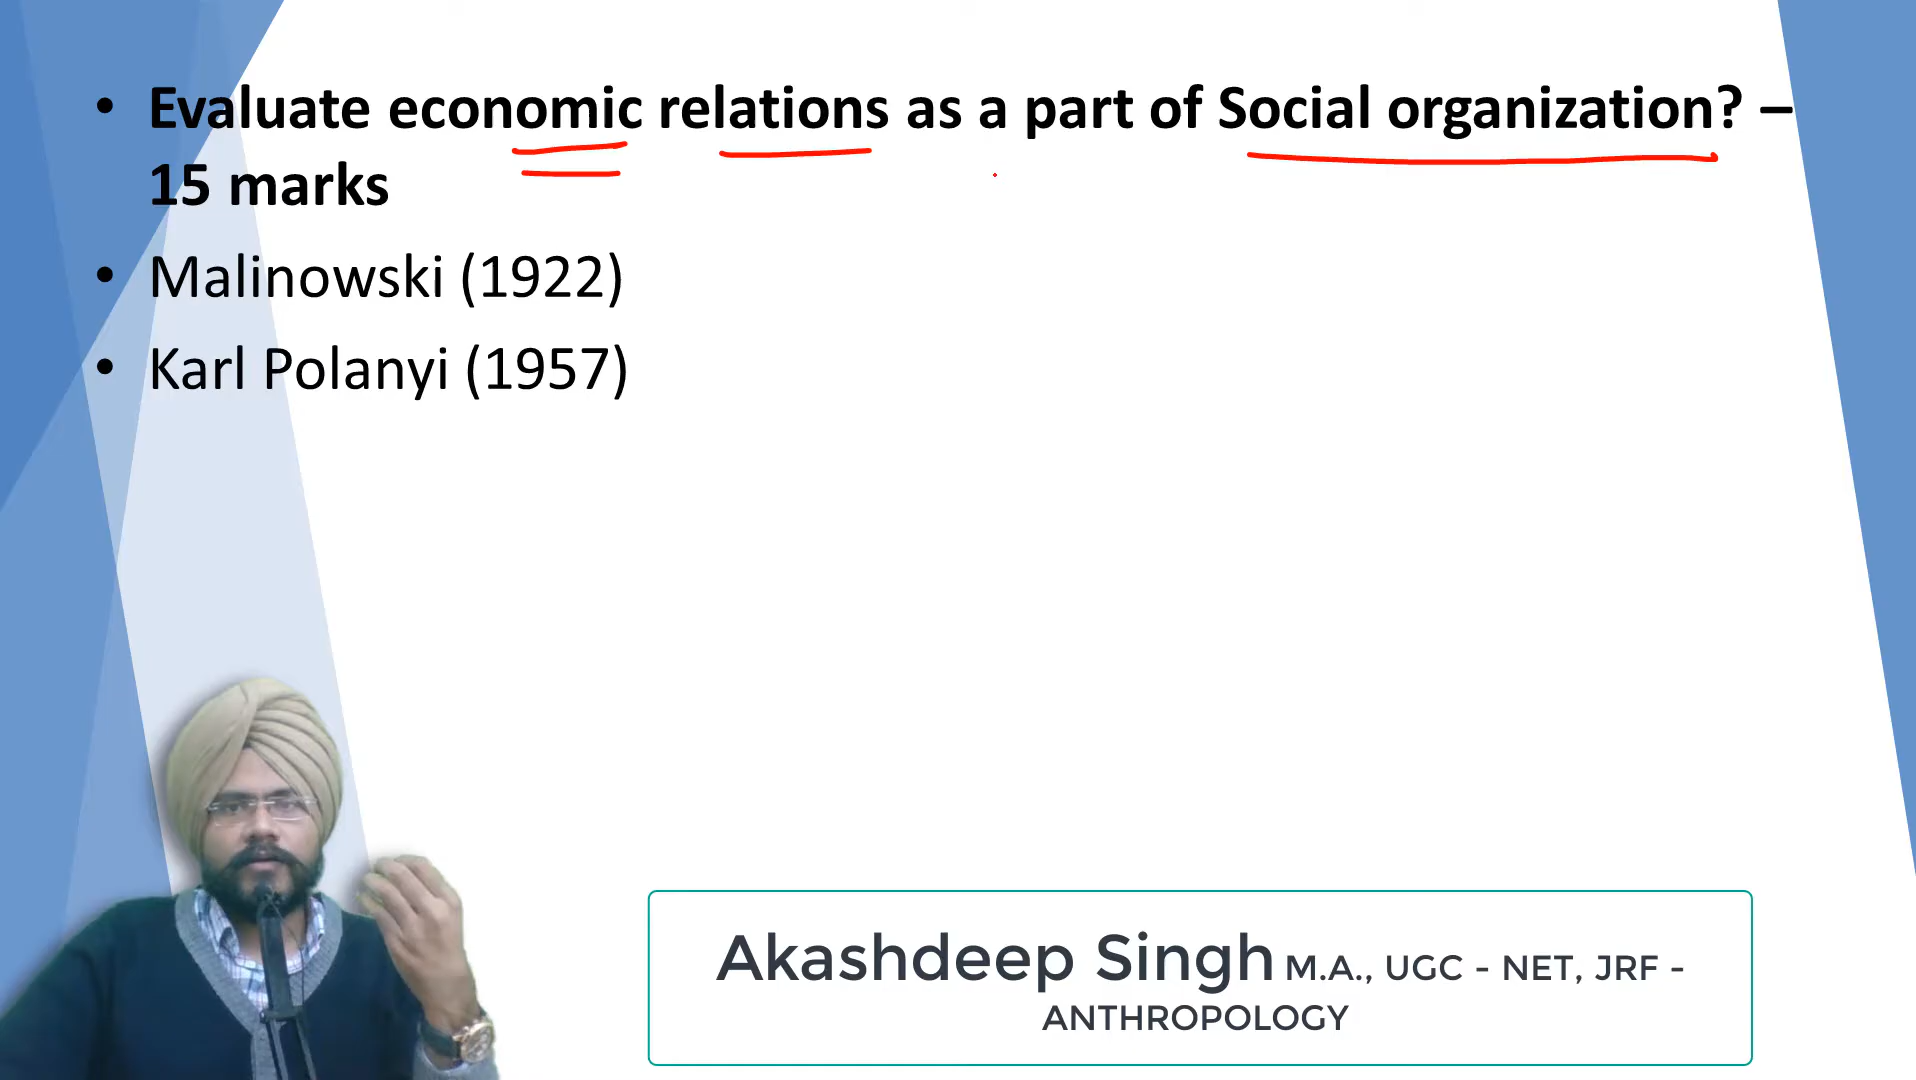 • Evaluate economic relations as a part of Social organization? –
15 marks
• Malinowski (1922)
• Karl Polanyi (1957)
Akashdeep Singh M.A., UGC - NET, JRF -
ANTHROPOLOGY